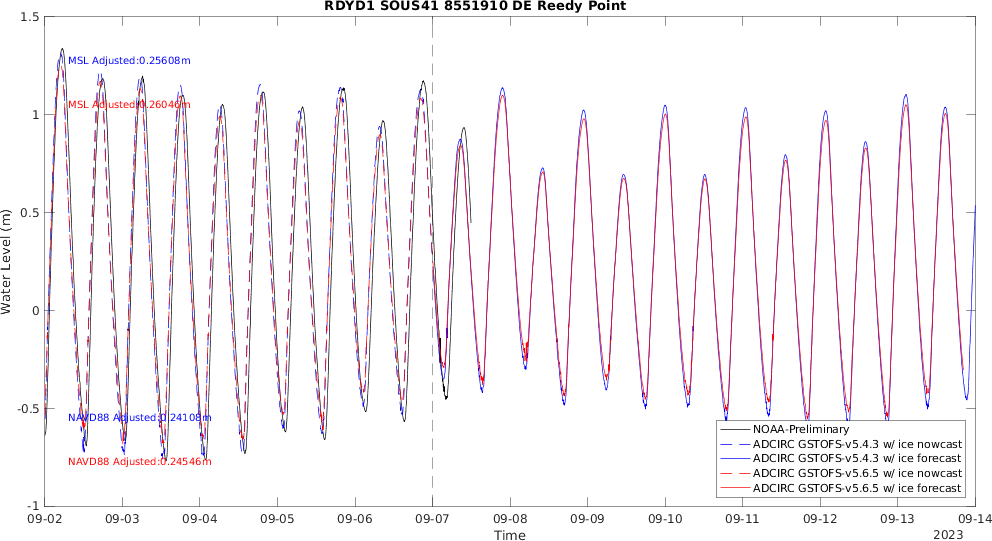 RDYD1 SOUS41 8551910 DE Reedy Point
1.5
1
0.5
0
-0.5
-1
Water Level (m)
MSL Adjusted:0.25608m
MSL Adjusted:0.26046m
NAVD88 Adjusted:0.24108m
NAVD88 Adjusted:0.24546m
NOAA-Preliminary
ADCIRC GSTOFS-v5.4.3 w/ ice nowcast
ADCIRC GSTOFS-v5.4.3 w/ ice forecast
ADCIRC GSTOFS-v5.6.5 w/ ice nowcast
ADCIRC GSTOFS-v5.6.5 w/ ice forecast
09-02 09-03 09-04 09-05 09-06 09-07 09-08 09-09 09-10 09-11 09-12 09-13 09-14
Time
2023